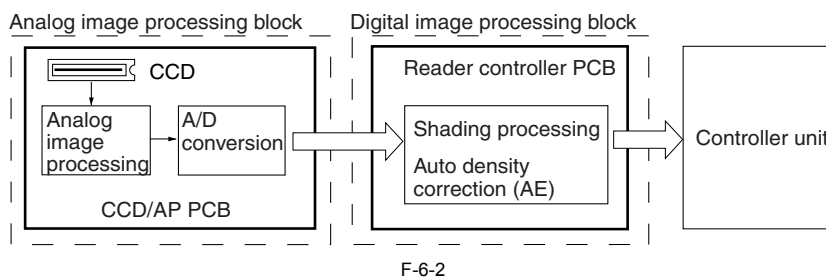 Analog image processing block
Digital image processing block
CCD
Analog
image
processing
A/D
conversion
CCD/AP PCB
Reader controller PCB
Shading processing
Auto density
correction (AE)
Controller unit
F-6-2